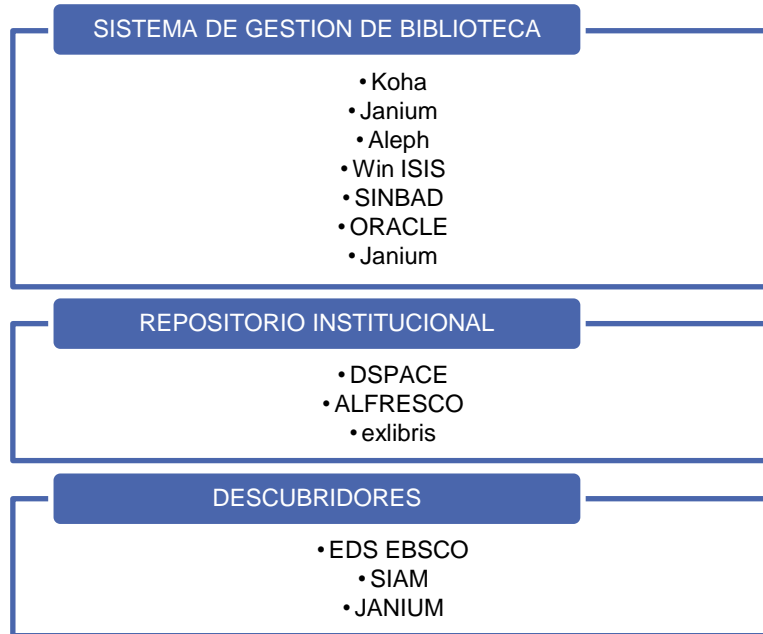 SISTEMA DE GESTION DE BIBLIOTECA
• Koha
• Janium
• Aleph
• Win ISIS
• SINBAD
• ORACLE
• Janium
REPOSITORIO INSTITUCIONAL
• DSPACE
• ALFRESCO
• exlibris
DESCUBRIDORES
• EDS EBSCO
• SIAM
• JANIUM